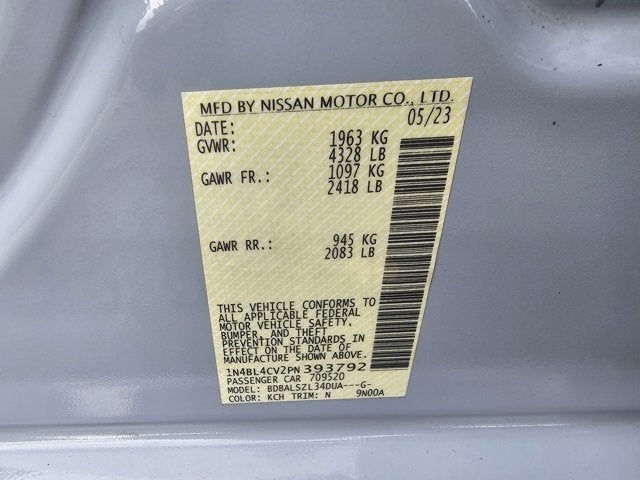 MFD BY NISSAN MOTOR CO., LTD.
DATE: 05/23
GVWR: 1963 KG
4328 LB
GAWR FR.: 1097 KG
2418 LB
GAWR RR.: 945 KG
2083 LB
THIS VEHICLE CONFORMS TO
ALL APPLICABLE FEDERAL
MOTOR VEHICLE SAFETY,
BUMPER, AND THEFT
PREVENTION STANDARDS IN
EFFECT ON THE DATE OF
MANUFACTURE SHOWN ABOVE.
1N4BL4CV2PN393792
PASSENGER CAR 709520
MODEL: BDBALSZL34DUA---G-
COLOR: KCH TRIM: N 9N00A